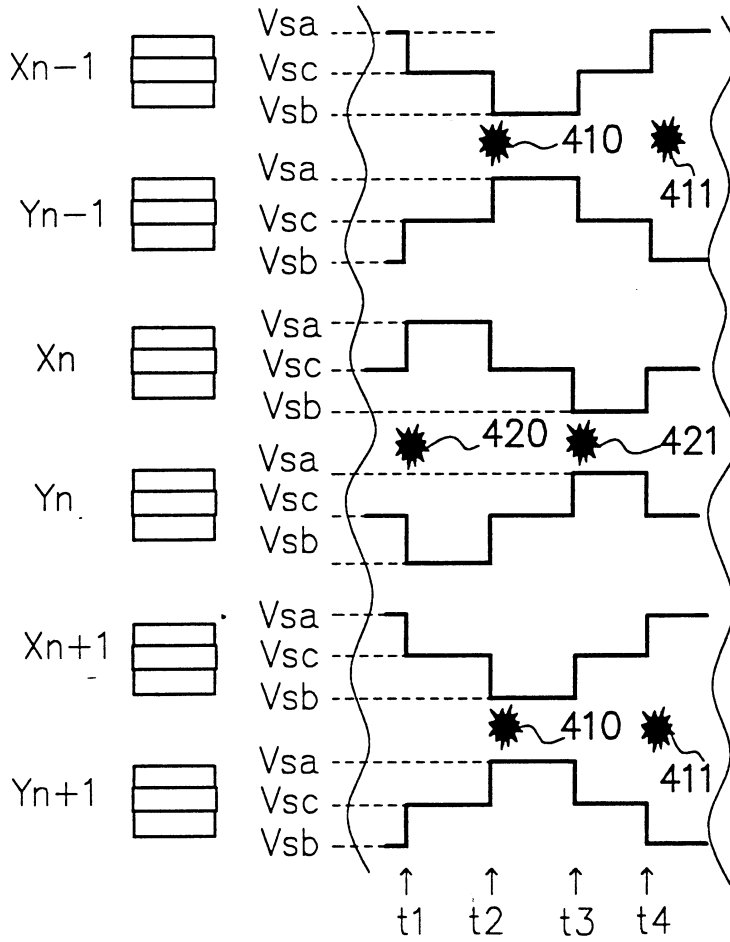 Xn-1
Vsa
Vsc
Vsb
410
411
Yn-1
Vsa
Vsc
Vsb
Xn
Vsa
Vsc
Vsb
420
421
Yn
Vsa
Vsc
Vsb
Xn+1
Vsa
Vsc
Vsb
410
411
Yn+1
Vsa
Vsc
Vsb
t1 t2 t3 t4